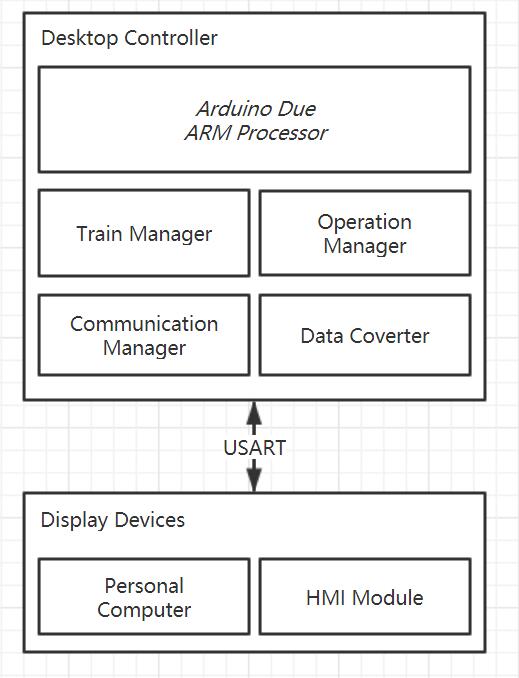 Desktop Controller
Arduino Due
ARM Processor
Train Manager
Operation
Manager
Communication
Manager
Data Coverter
USART
Display Devices
Personal
Computer
HMI Module